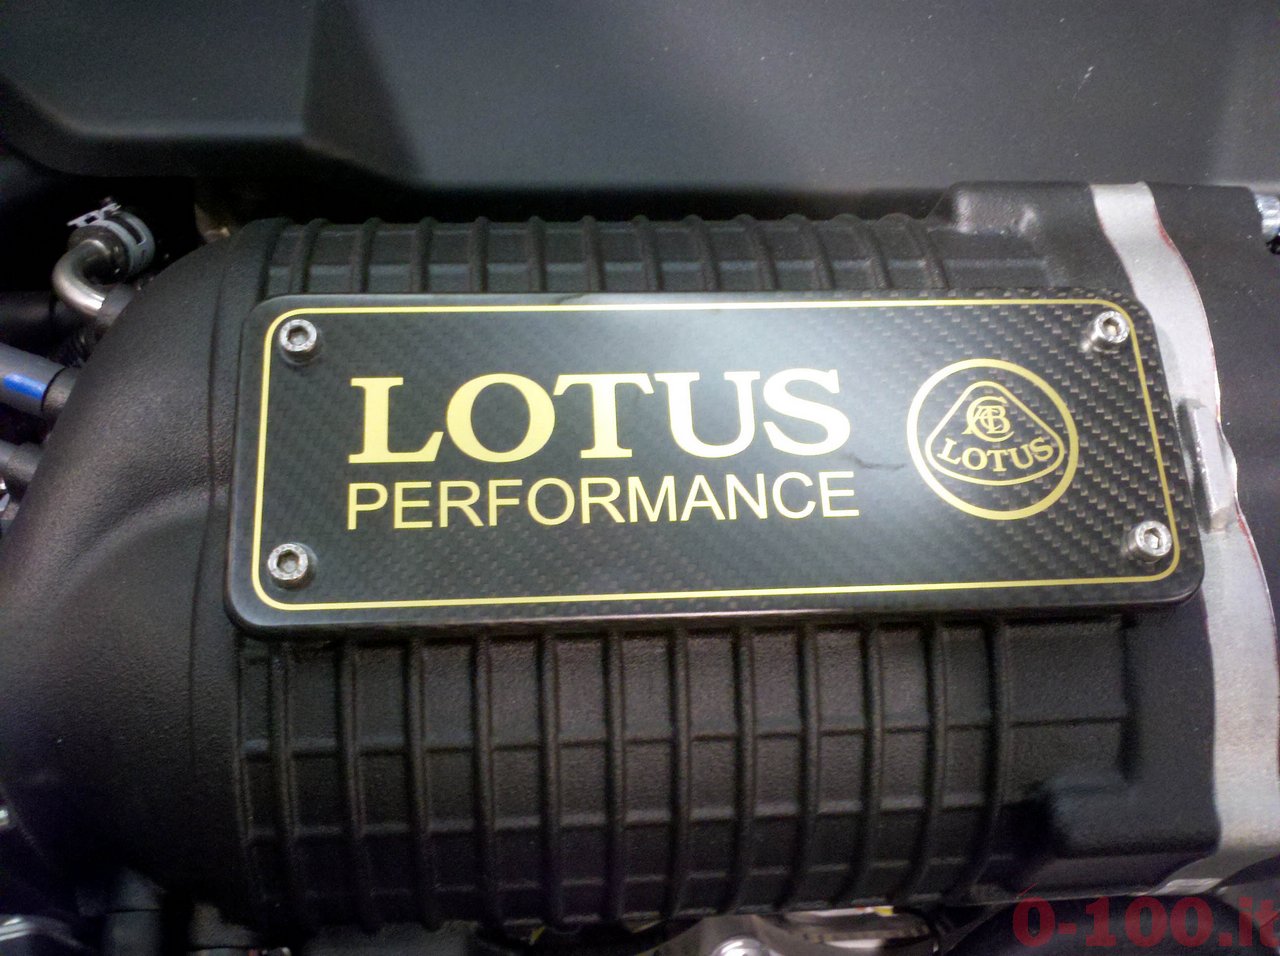 LOTUS
PERFORMANCE
ACBC
LOTUS
0-100.it